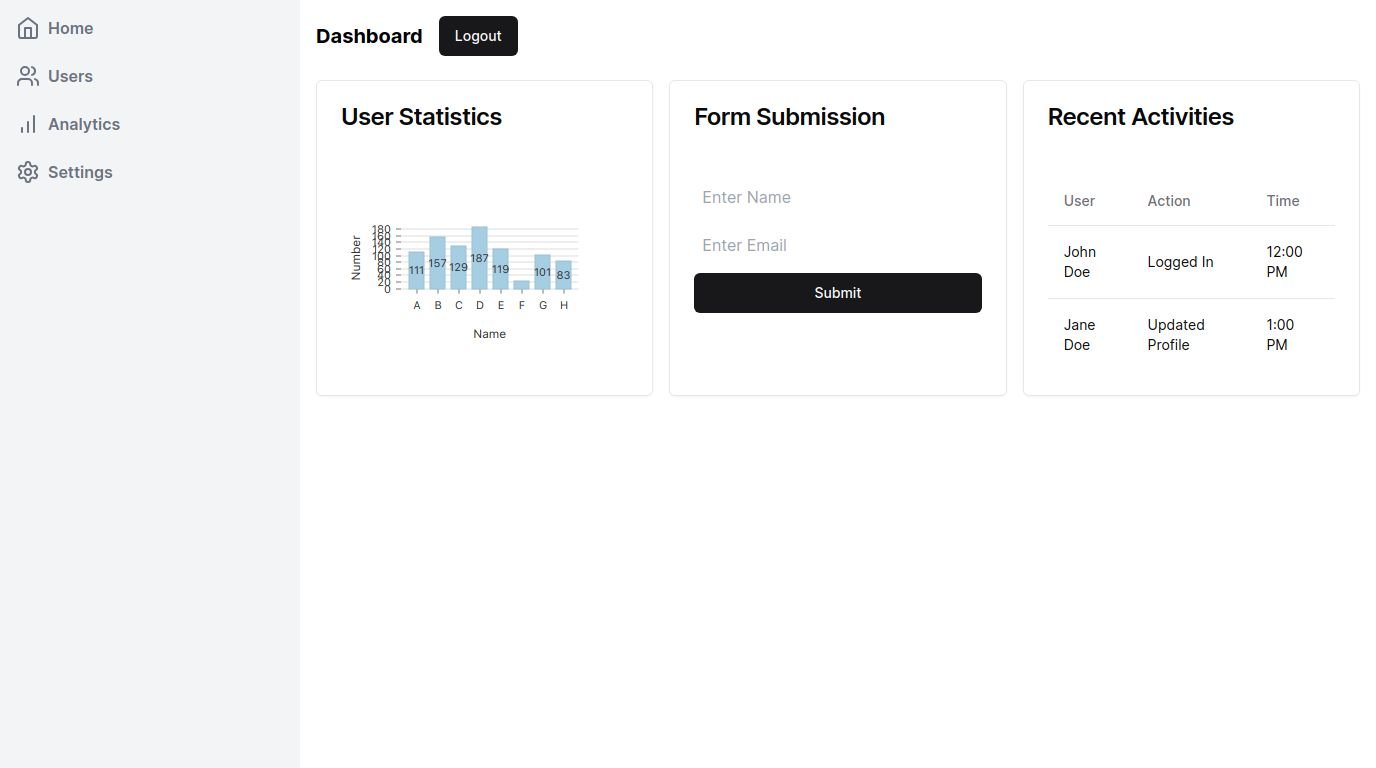 Home
Users
Analytics
Settings
Dashboard
Logout
User Statistics
Number
180
160
140
120
100
80
60
40
20
0
111
157
129
187
119
101
83
A B C D E F G H
Name
Form Submission
Enter Name
Enter Email
Submit
Recent Activities
User Action Time
John Doe
Logged In
12:00 PM
Jane Doe
Updated Profile
1:00 PM